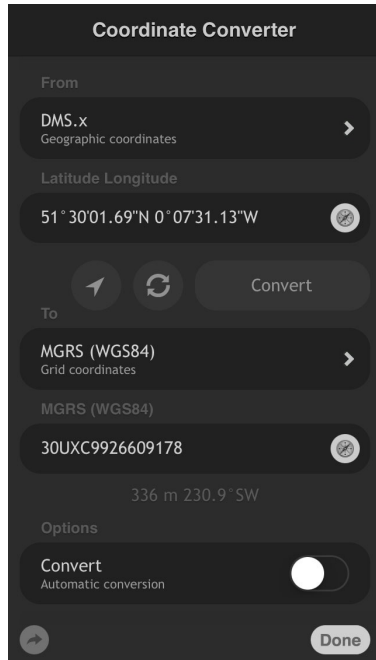 Coordinate Converter
From
DMS.x
Geographic coordinates
Latitude Longitude
51°30'01.69"N 0°07'31.13"W
Convert
To
MGRS (WGS84)
Grid coordinates
MGRS (WGS84)
30UXC9926609178
336 m 230.9°SW
Options
Convert
Automatic conversion
Done